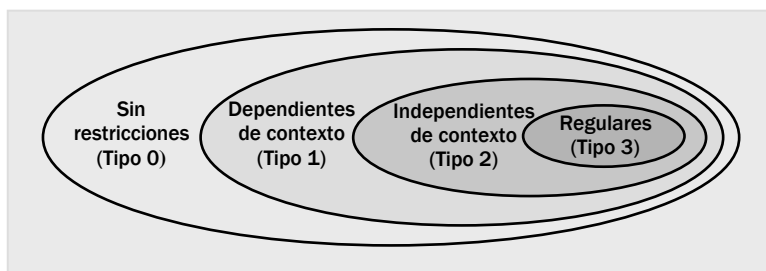 Sin
restricciones
(Tipo 0)
Dependientes
de contexto
(Tipo 1)
Independientes
de contexto
(Tipo 2)
Regulares
(Tipo 3)